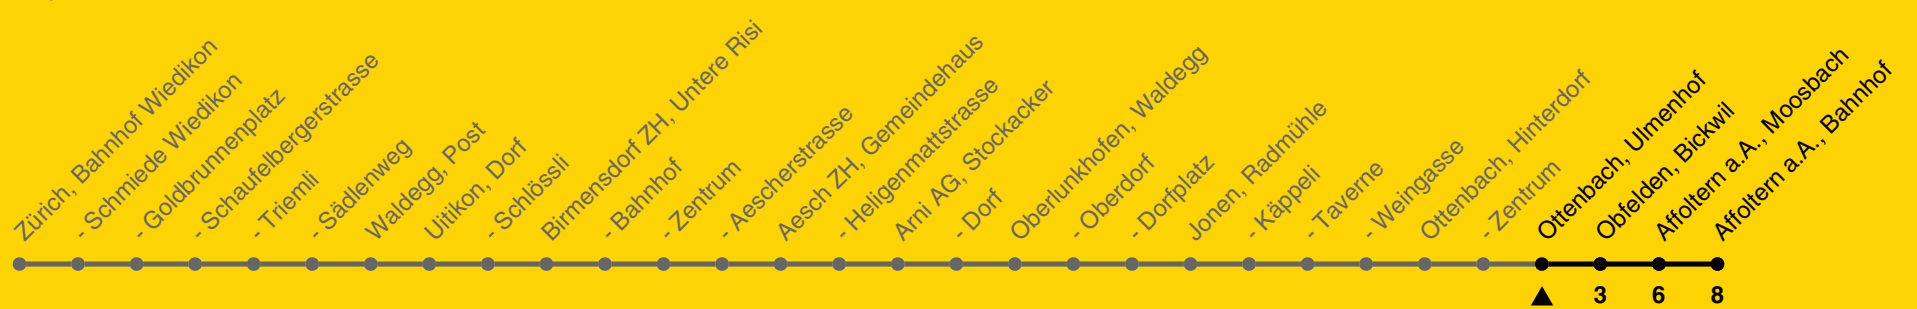 Zürich, Bahnhof Wiedikon
- Schmiede Wiedikon
- Goldbrunnenplatz
- Schaufelbergerstrasse
- Triemli
- Sädlenweg
Waldegg, Post
Uitikon, Dorf
- Schlössli
Birmensdorf ZH, Untere Risi
- Bahnhof
- Zentrum
- Aescherstrasse
Aesch ZH, Gemeindehaus
- Heligenmattstrasse
Arni AG, Stockacker
- Dorf
Oberlunkhofen, Waldegg
- Oberdorf
- Dorfplatz
Jonen, Radmühle
- Käppeli
- Taverne
- Weingasse
Ottenbach, Hinterdorf
- Zentrum
Ottenbach, Ulmenhof
Obfelden, Bickwil
Affoltern a.A., Moosbach
Affoltern a.A., Bahnhof
3 6 8